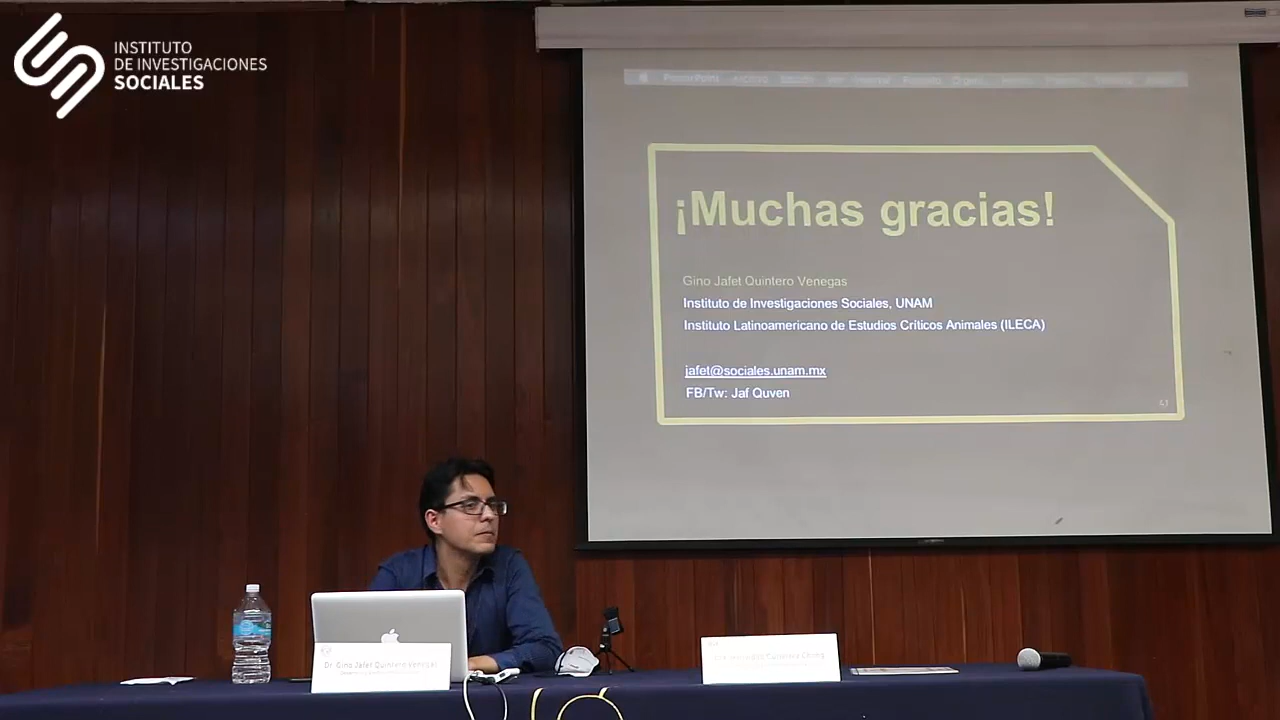 INSTITUTO
DE INVESTIGACIONES
SOCIALES
PowerPoint
¡Muchas gracias!
Gino Jafet Quintero Venegas
Instituto de Investigaciones Sociales, UNAM
Instituto Latinoamericano de Estudios Críticos Animales (ILECA)
jafet@sociales.unam.mx
FB/Tw: Jaf Quven
Dr. Gino Jafet Quintero Venegas